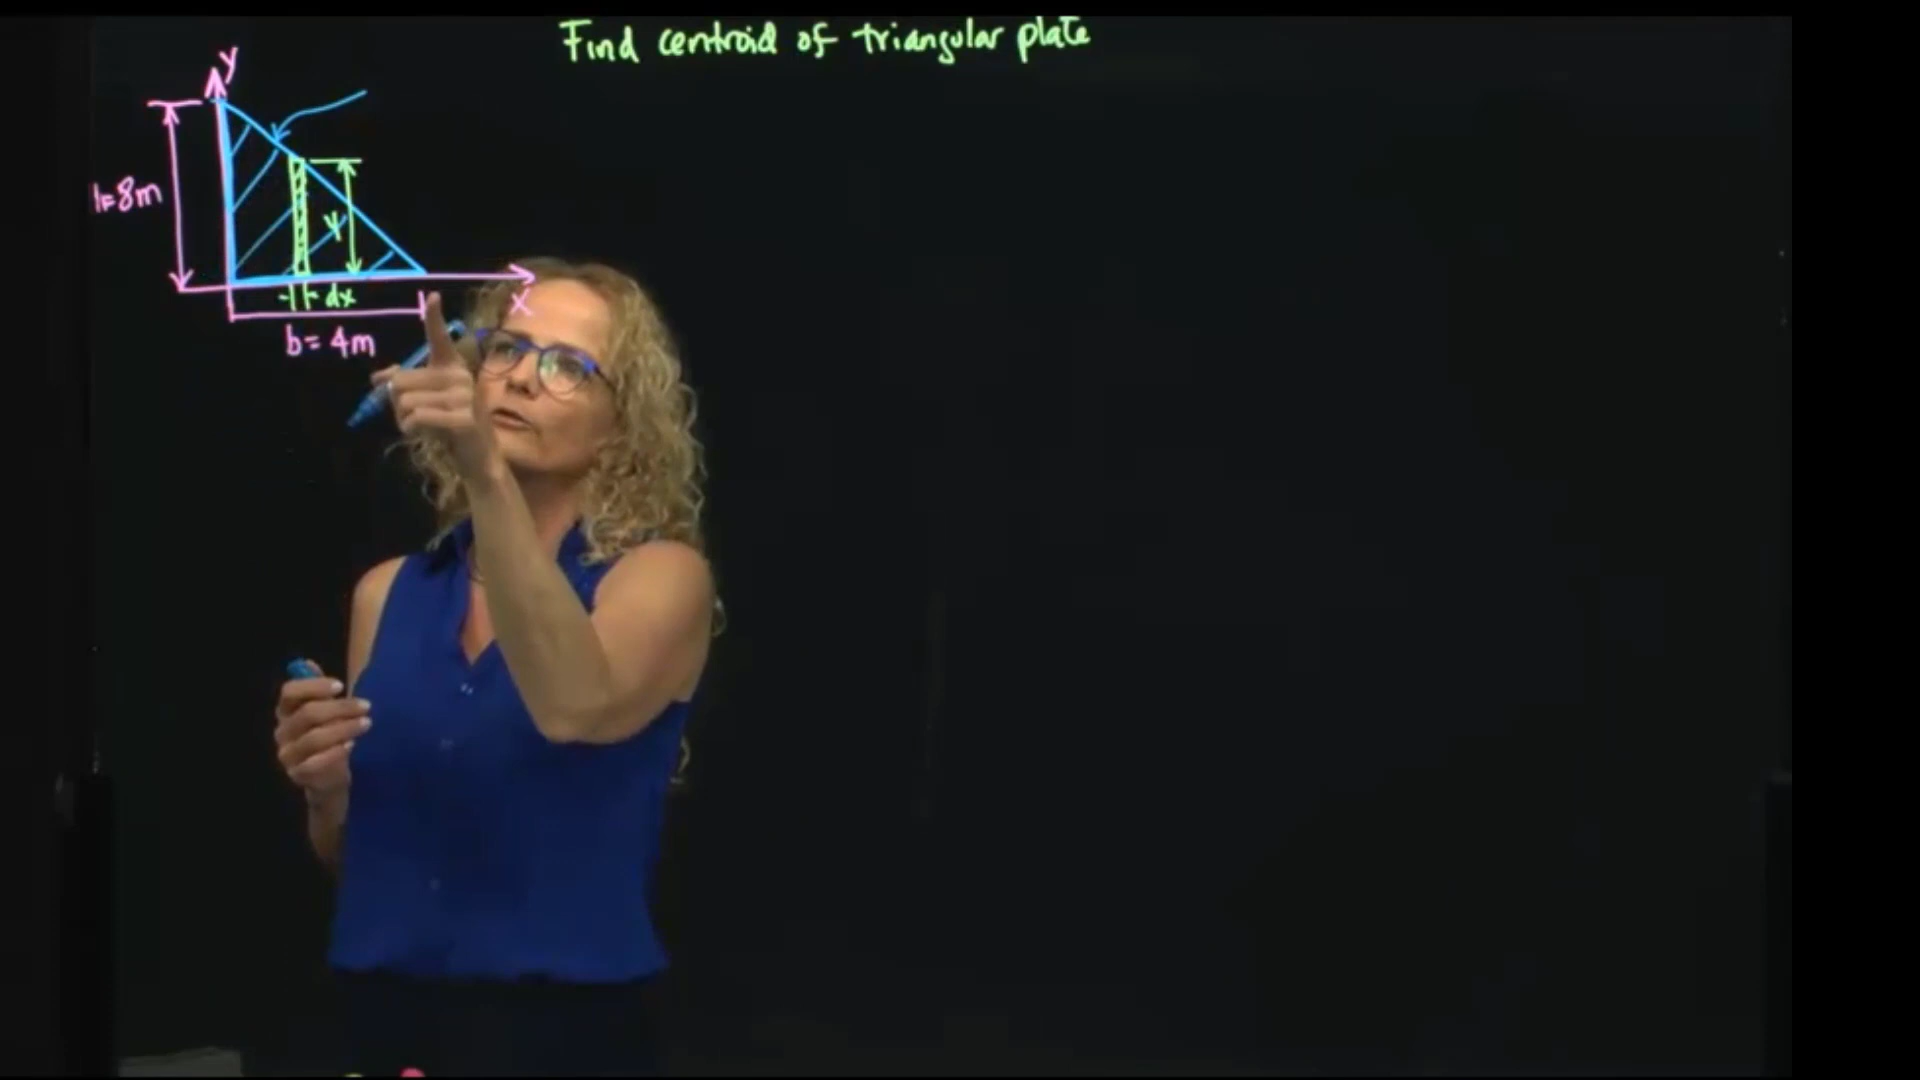 Find centroid of triangular plate
y
=8m
y
dx
x
b= 4m